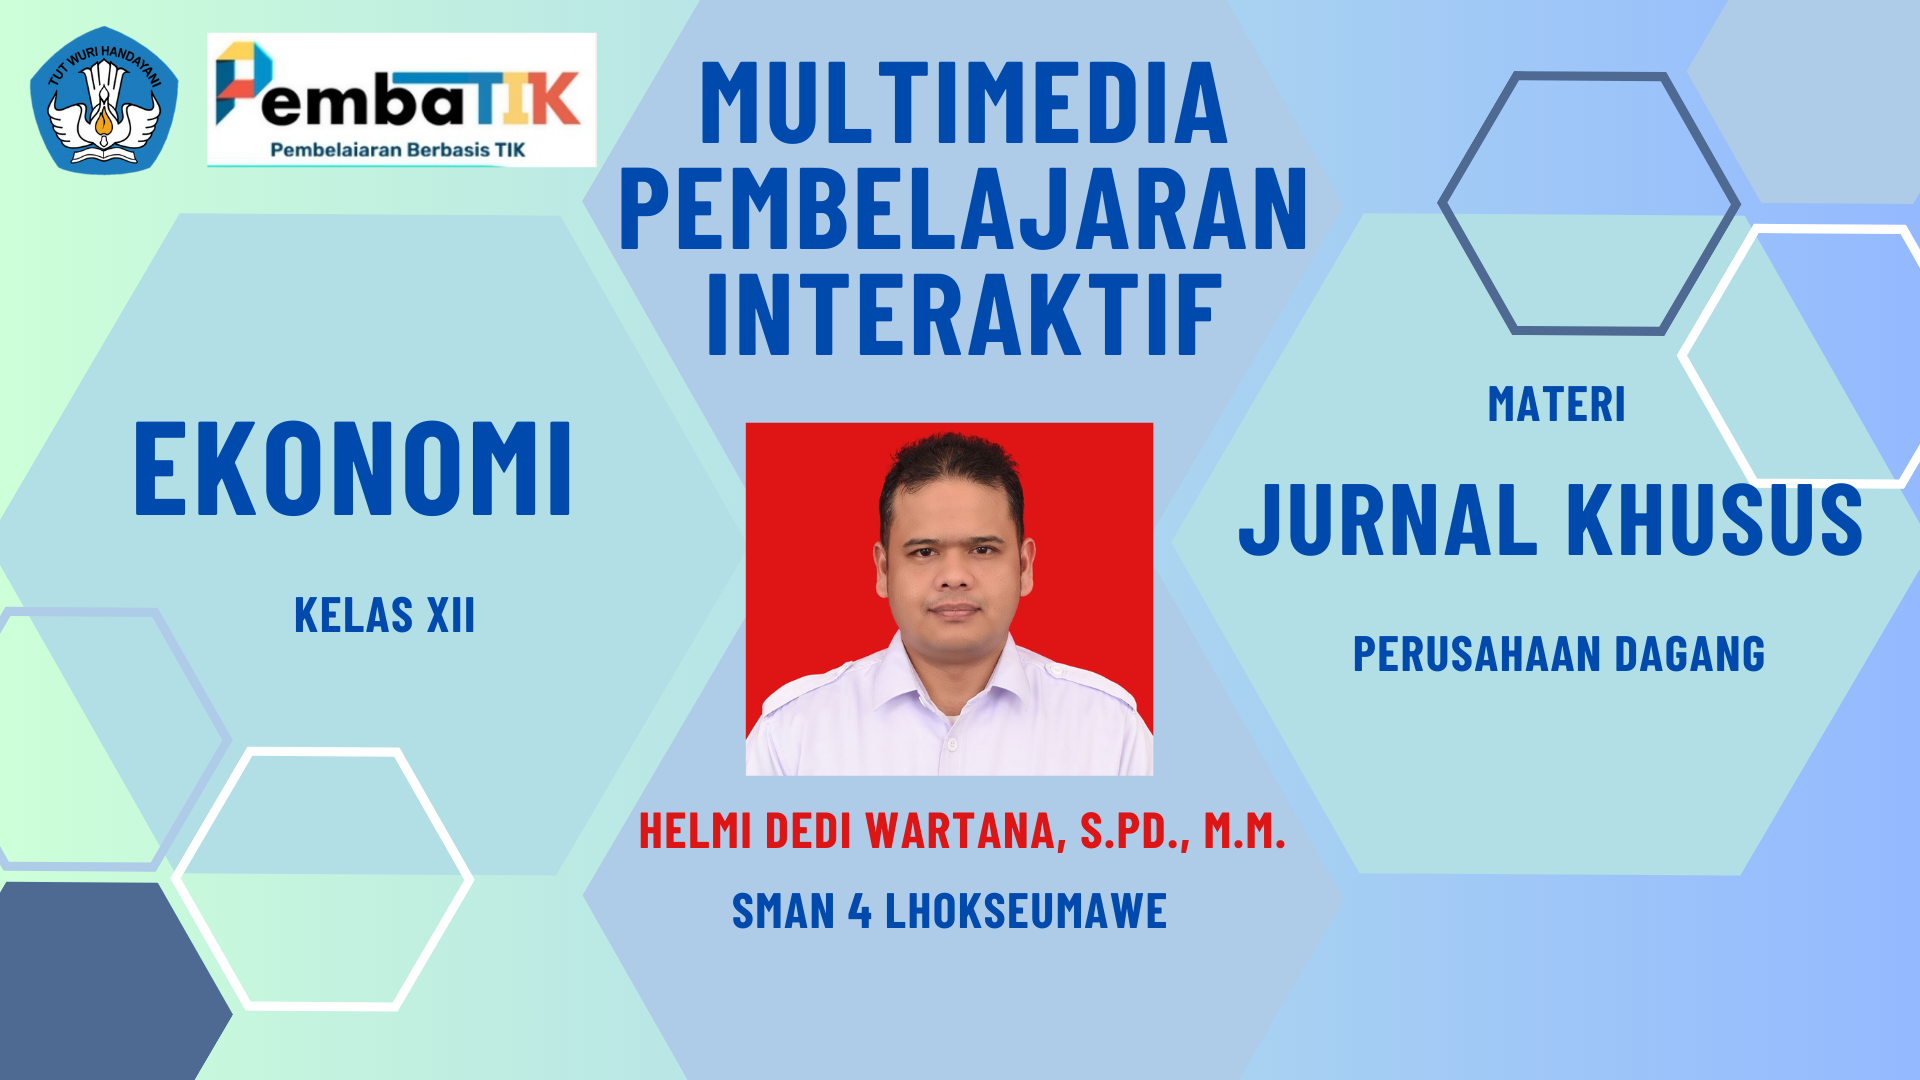 TUT WURI HANDAYANI
PembaTIK
Pembelaiaran Berbasis TIK
MULTIMEDIA
PEMBELAJARAN
INTERAKTIF
EKONOMI
KELAS XII
MATERI
JURNAL KHUSUS
PERUSAHAAN DAGANG
HELMI DEDI WARTANA, S.PD., M.M.
SMAN 4 LHOKSEUMAWE